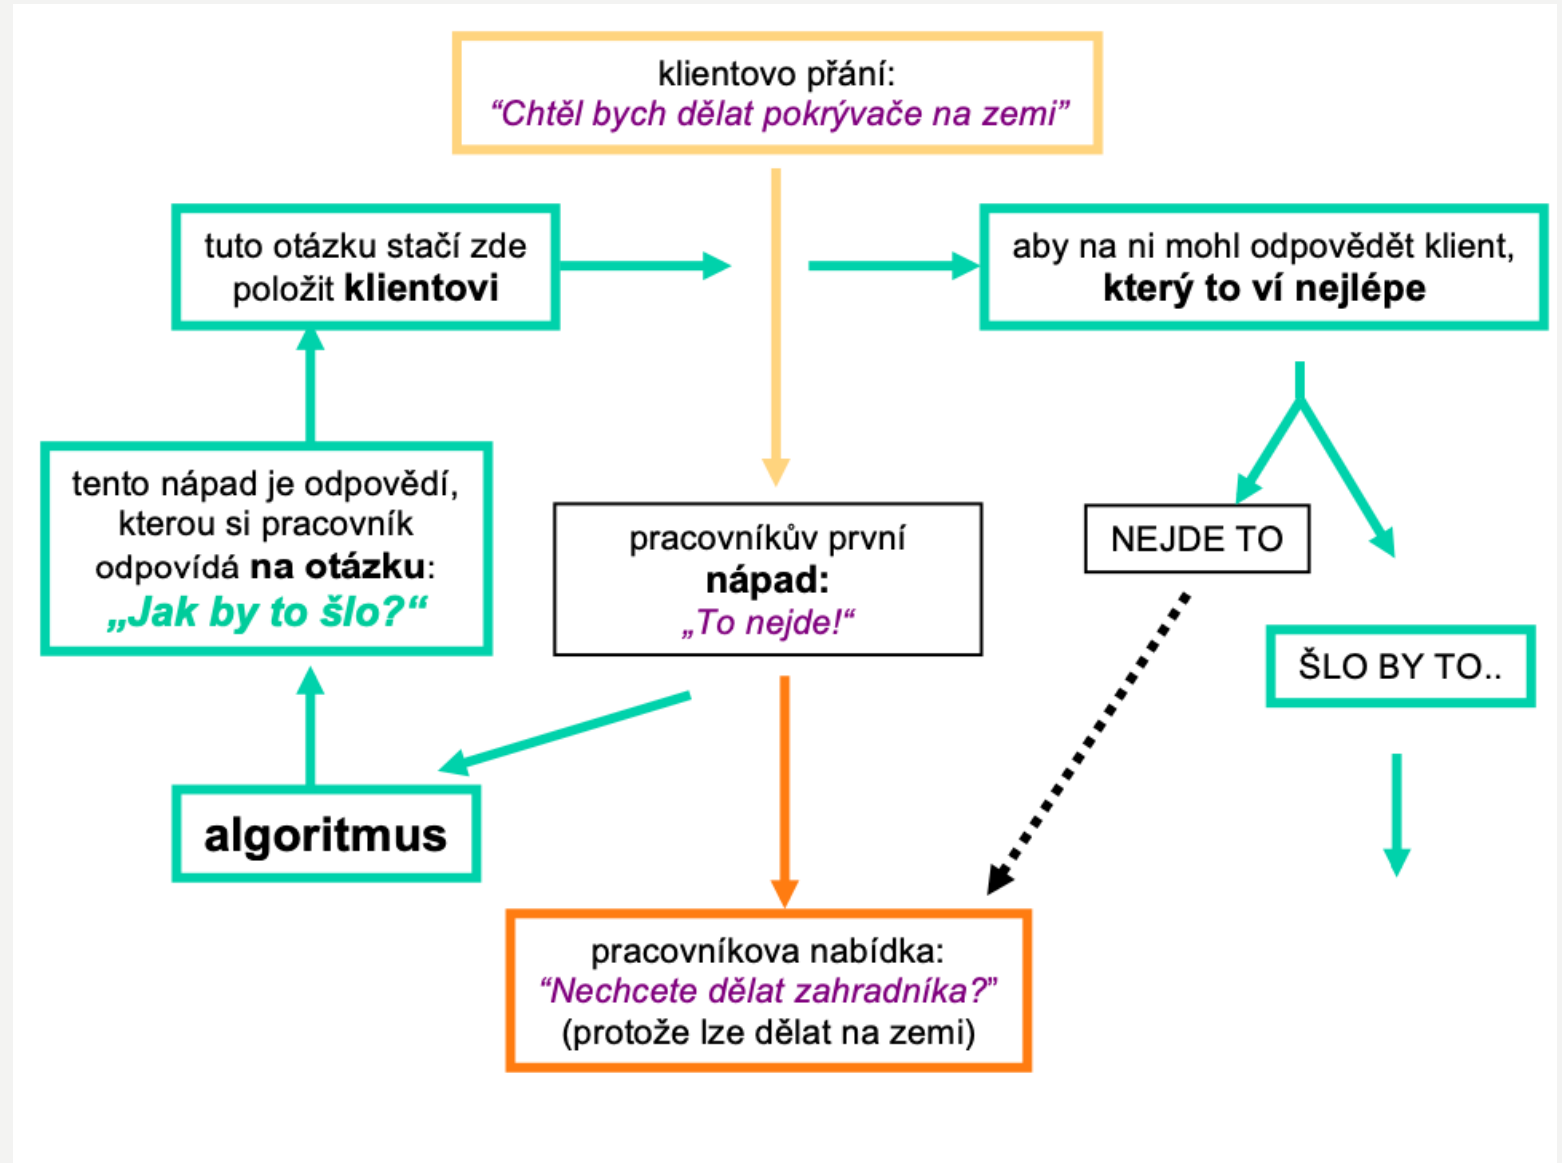 klientovo přání:
“Chtěl bych dělat pokrývače na zemi”
tuto otázku stačí zde
položit klientovi
aby na ni mohl odpovědět klient,
který to ví nejlépe
tento nápad je odpovědí,
kterou si pracovník
odpovídá na otázku:
„Jak by to šlo?“
pracovníkův první
nápad:
„To nejde!“
NEJDE TO
ŠLO BY TO..
algoritmus
pracovníkova nabídka:
“Nechcete dělat zahradníka?”
(protože lze dělat na zemi)